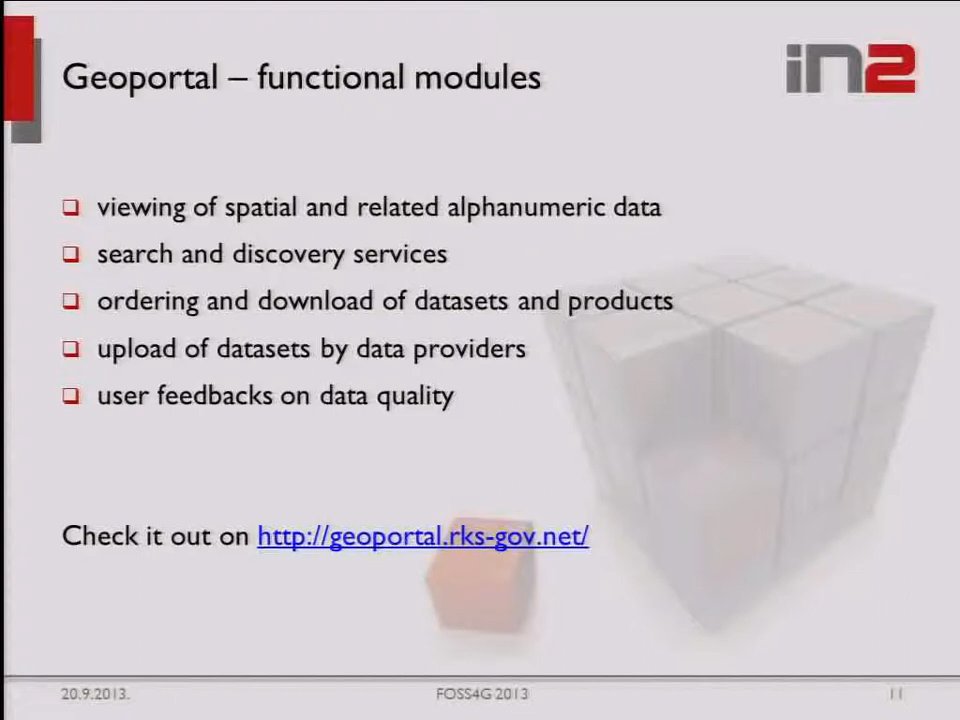 Geoportal – functional modules
in2
viewing of spatial and related alphanumeric data
search and discovery services
ordering and download of datasets and products
upload of datasets by data providers
user feedbacks on data quality
Check it out on http://geoportal.rks-gov.net/
20.9.2013.
FOSS4G 2013
11